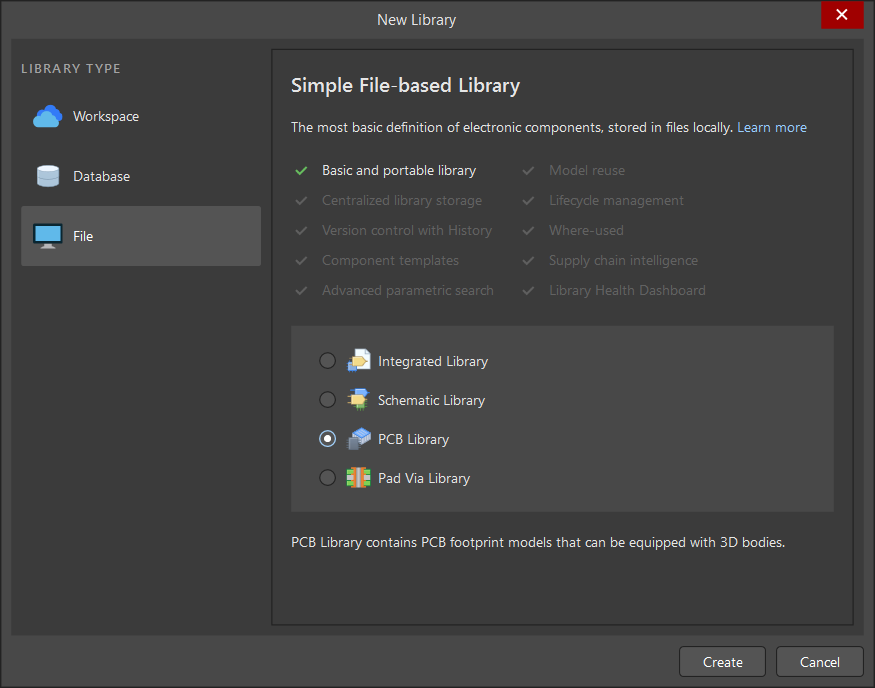 New Library
LIBRARY TYPE
Workspace
Database
File
Simple File-based Library
The most basic definition of electronic components, stored in files locally. Learn more
Basic and portable library
Model reuse
Centralized library storage
Lifecycle management
Version control with History
Where-used
Component templates
Supply chain intelligence
Advanced parametric search
Library Health Dashboard
Integrated Library
Schematic Library
PCB Library
Pad Via Library
PCB Library contains PCB footprint models that can be equipped with 3D bodies.
Create
Cancel